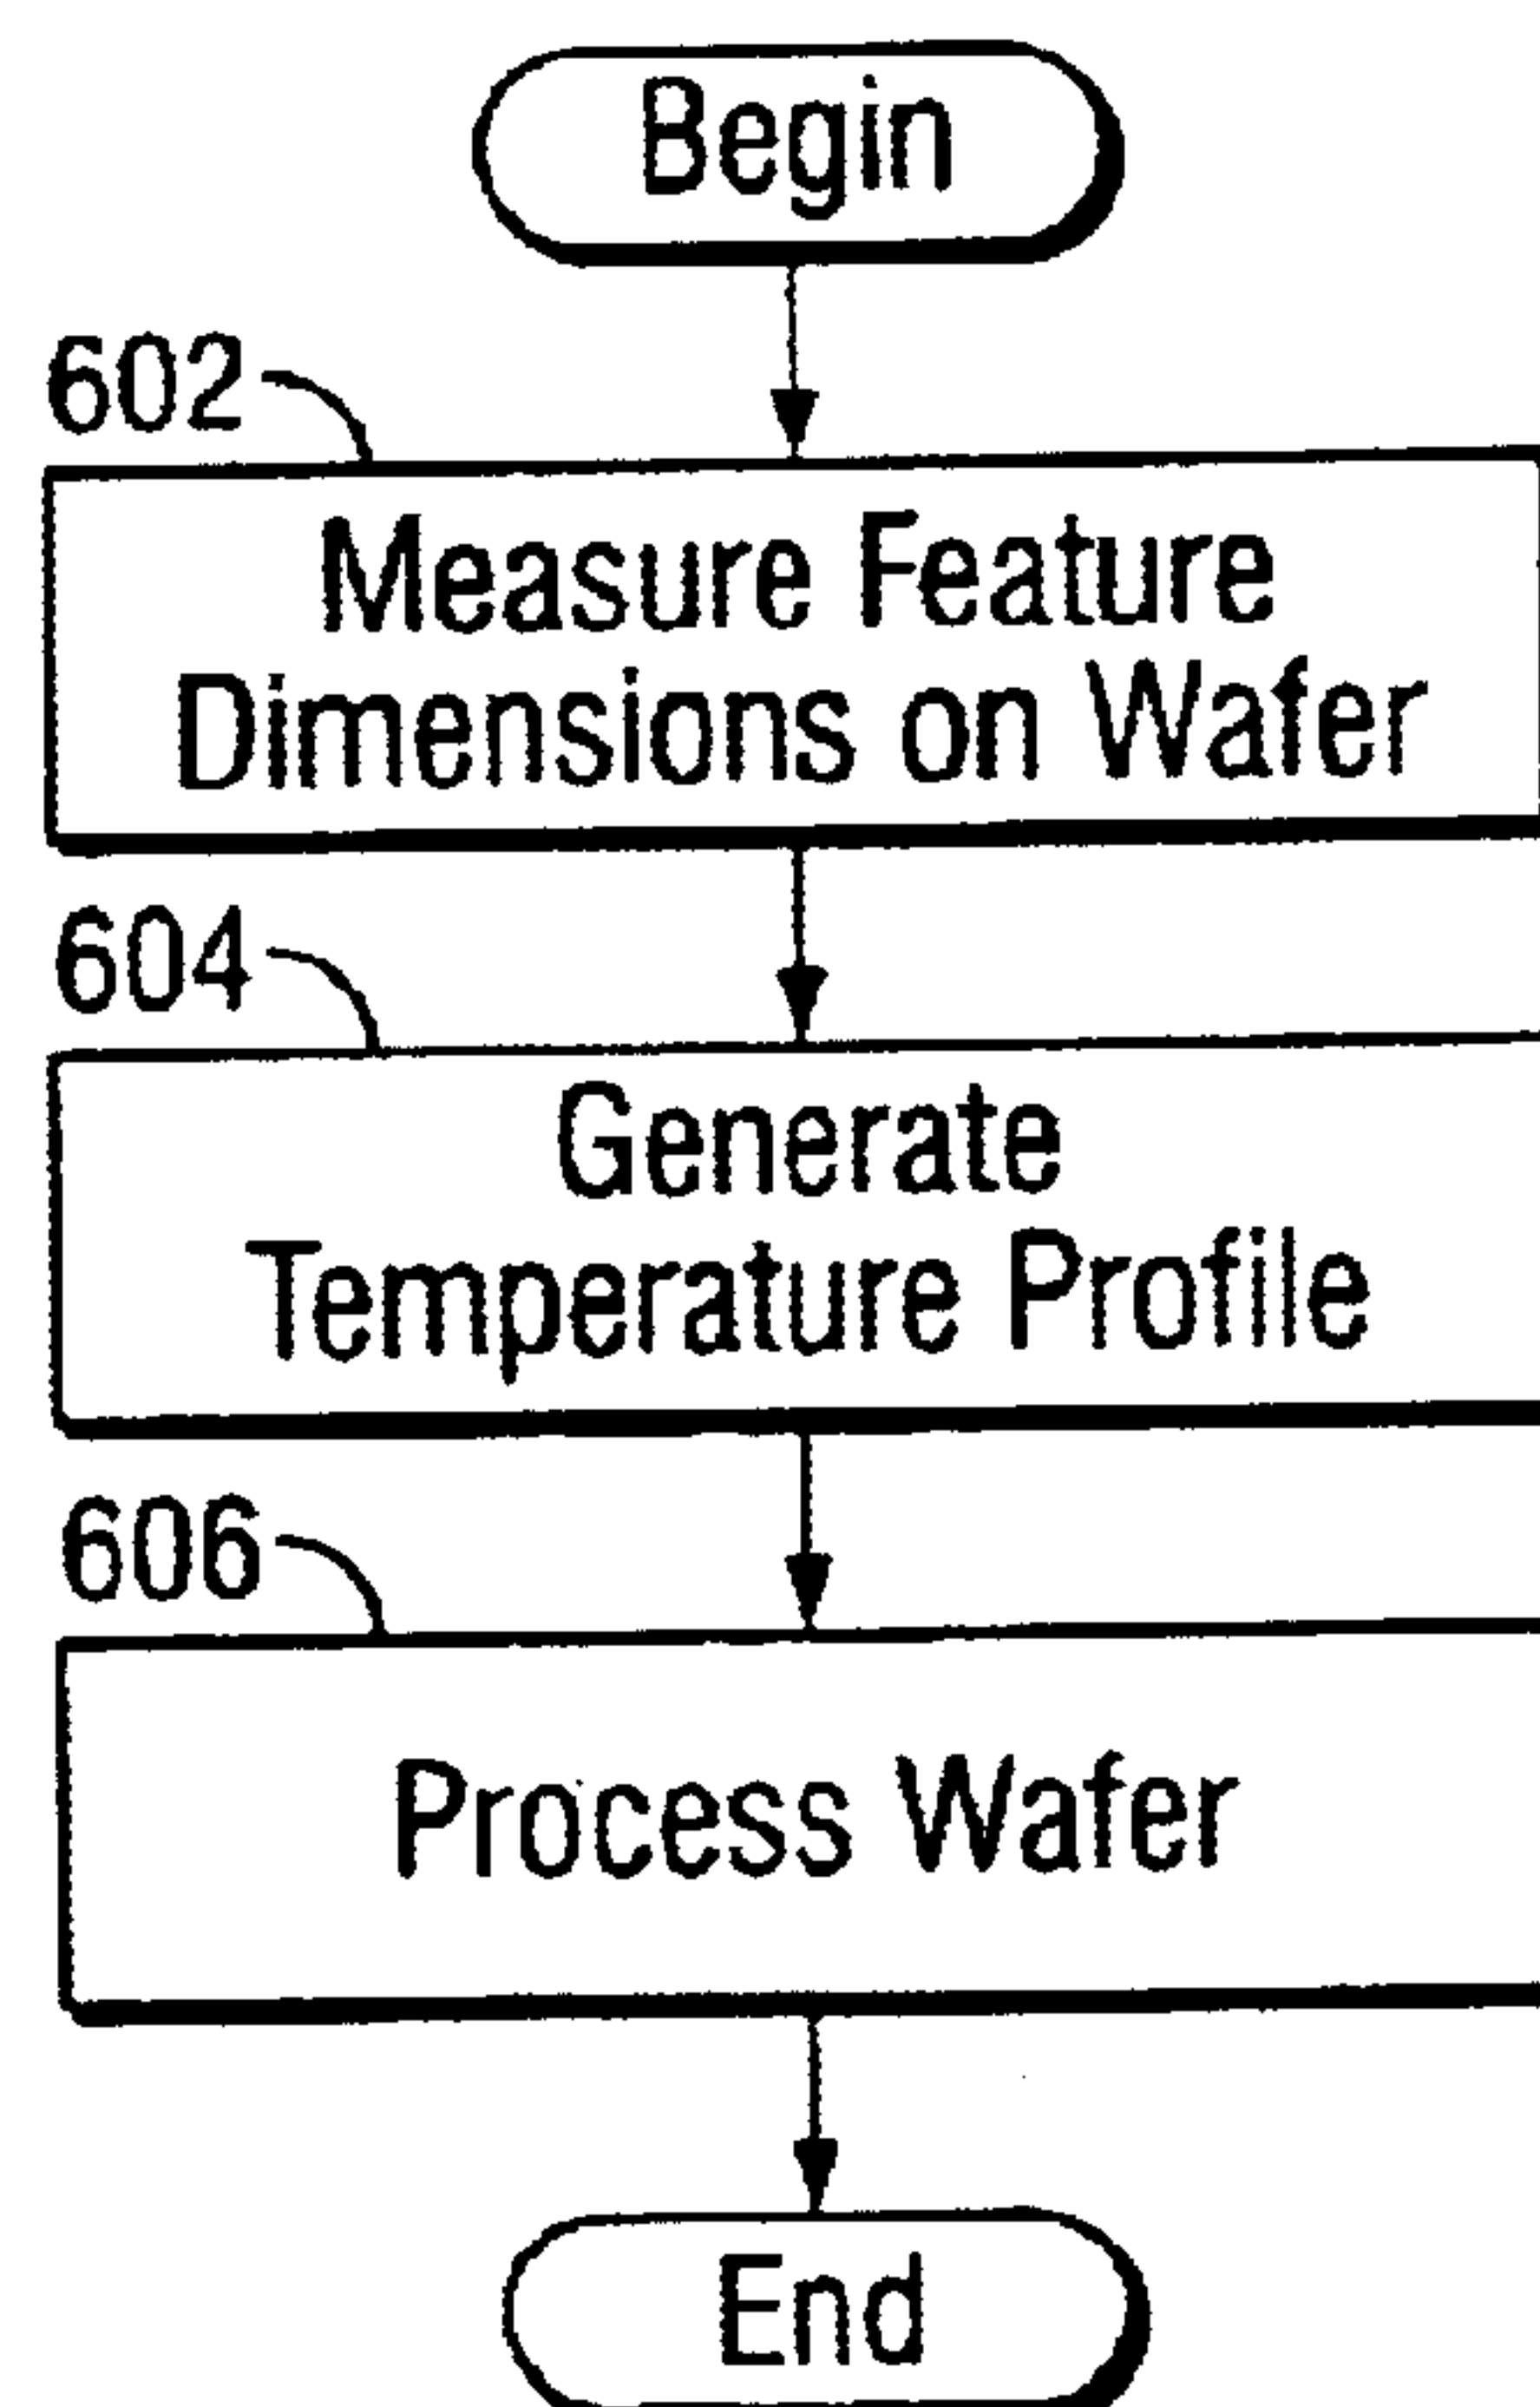 Begin
602
Measure Feature
Dimensions on Wafer
604
Generate
Temperature Profile
606
Process Wafer
End